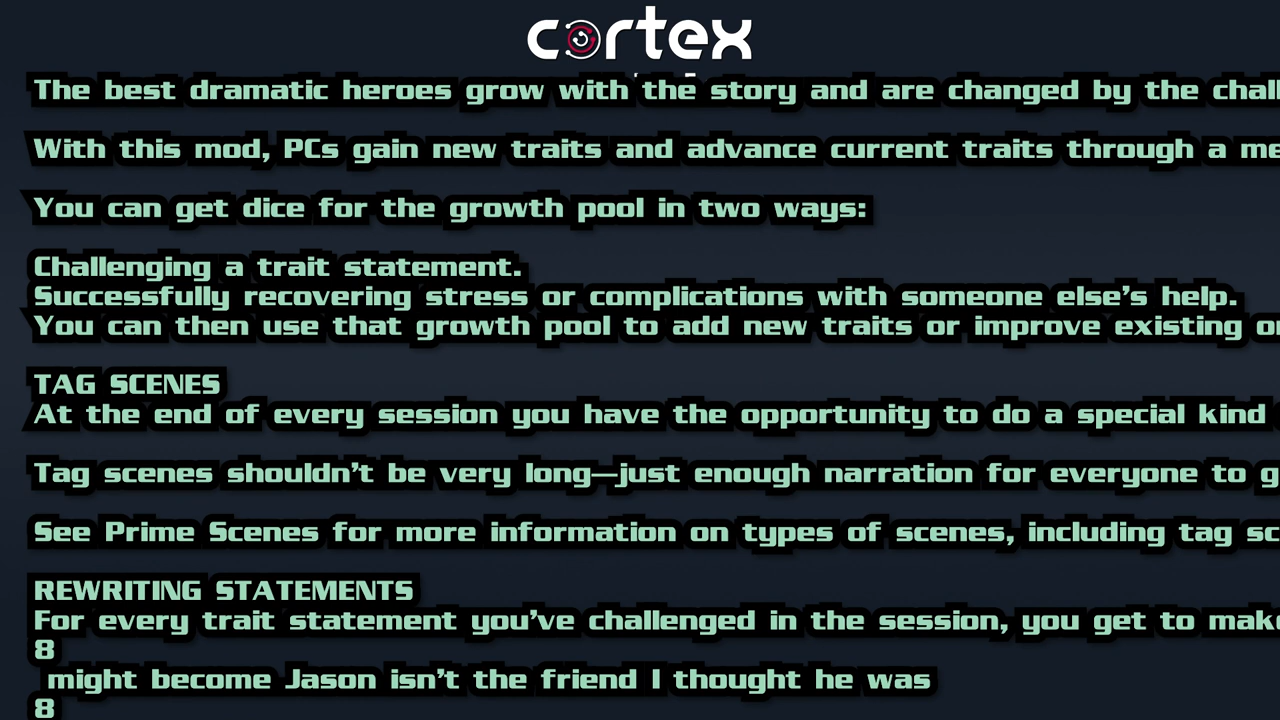 cortex
The best dramatic heroes grow with the story and are changed by the chall
With this mod, PCs gain new traits and advance current traits through a me
You can get dice for the growth pool in two ways:
Challenging a trait statement.
Successfully recovering stress or complications with someone else’s help.
You can then use that growth pool to add new traits or improve existing
TAG SCENES
At the end of every session you have the opportunity to do a special kind
Tag scenes shouldn’t be very long—just enough narration for everyone to g
See Prime Scenes for more information on types of scenes, including tag sc
REWRITING STATEMENTS
For every trait statement you’ve challenged in the session, you get to mak
8
might become Jason isn’t the friend I thought he was
8